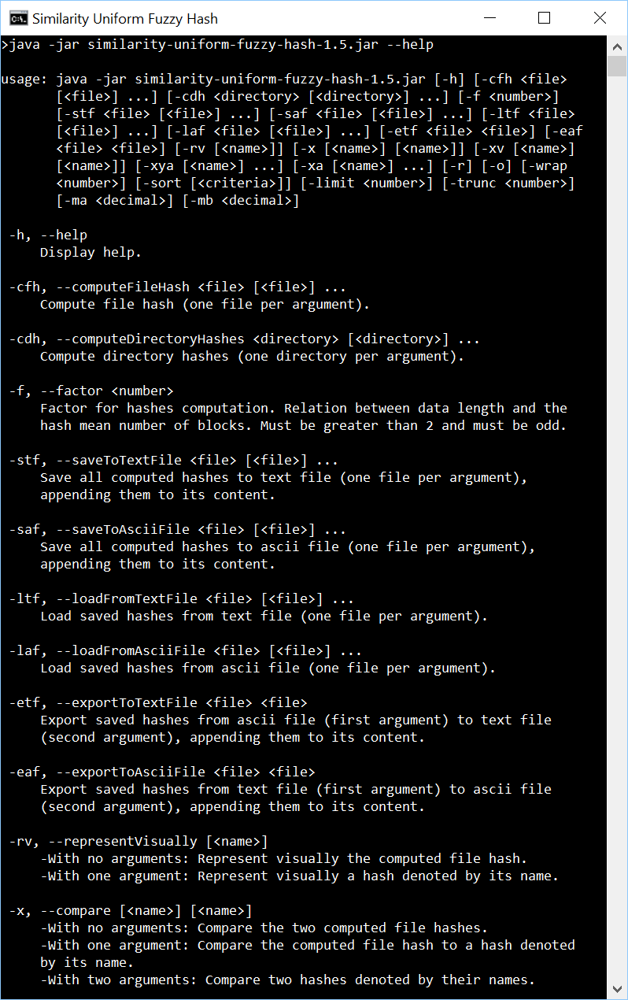 Similarity Uniform Fuzzy Hash
>java -jar similarity-uniform-fuzzy-hash-1.5.jar --help
usage: java -jar similarity-uniform-fuzzy-hash-1.5.jar [-h] [-cfh <file>
[<file>] ...] [-cdh <directory> [<directory>] ...] [-f <number>]
[-stf <file> [<file>] ...] [-saf <file> [<file>] ...] [-ltf <file>
[<file>] ...] [-laf <file> [<file>] ...] [-etf <file> <file>] [-eaf
<file> <file>] [-rv [<name>]] [-x [<name>] [<name>]] [-xv [<name>]
[<name>]] [-xya [<name>] ...] [-xa [<name>] ...] [-r] [-o] [-wrap
<number>] [-sort [<criteria>]] [-limit <number>] [-trunc <number>]
[-ma <decimal>] [-mb <decimal>]
-h, --help
Display help.
-cfh, --computeFileHash <file> [<file>] ...
Compute file hash (one file per argument).
-cdh, --computeDirectoryHashes <directory> [<directory>] ...
Compute directory hashes (one directory per argument).
-f, --factor <number>
Factor for hashes computation. Relation between data length and the
hash mean number of blocks. Must be greater than 2 and must be odd.
-stf, --saveToTextFile <file> [<file>] ...
Save all computed hashes to text file (one file per argument),
appending them to its content.
-saf, --saveToAsciiFile <file> [<file>] ...
Save all computed hashes to ascii file (one file per argument),
appending them to its content.
-ltf, --loadFromTextFile <file> [<file>] ...
Load saved hashes from text file (one file per argument).
-laf, --loadFromAsciiFile <file> [<file>] ...
Load saved hashes from ascii file (one file per argument).
-etf, --exportToTextFile <file> <file>
Export saved hashes from ascii file (first argument) to text file
(second argument), appending them to its content.
-eaf, --exportToAsciiFile <file> <file>
Export saved hashes from text file (first argument) to ascii file
(second argument), appending them to its content.
-rv, --representVisually [<name>]
-With no arguments: Represent visually the computed file hash.
-With one argument: Represent visually a hash denoted by its name.
-x, --compare [<name>] [<name>]
-With no arguments: Compare the two computed file hashes.
-With one argument: Compare the computed file hash to a hash denoted
by its name.
-With two arguments: Compare two hashes denoted by their names.